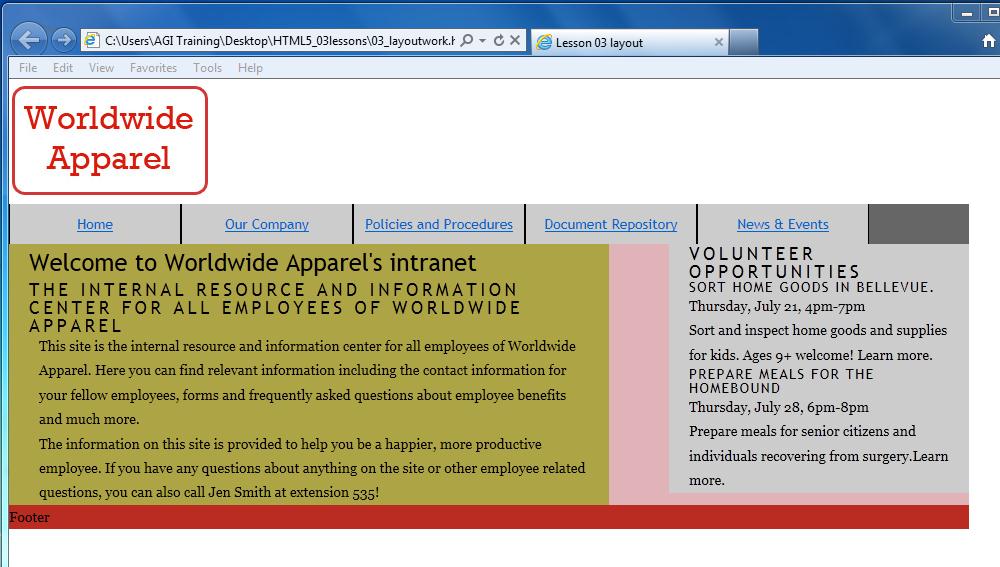 C:\Users\AGI Training\Desktop\HTML5_03lessons\03_layoutwork.h
Lesson 03 layout
File Edit View Favorites Tools Help
Worldwide
Apparel
Home Our Company Policies and Procedures Document Repository News & Events
Welcome to Worldwide Apparel's intranet
THE INTERNAL RESOURCE AND INFORMATION
CENTER FOR ALL EMPLOYEES OF WORLDWIDE
APPAREL
This site is the internal resource and information center for all employees of Worldwide
Apparel. Here you can find relevant information including the contact information for
your fellow employees, forms and frequently asked questions about employee benefits
and much more.
The information on this site is provided to help you be a happier, more productive
employee. If you have any questions about anything on the site or other employee related
questions, you can also call Jen Smith at extension 535!
VOLUNTEER
OPPORTUNITIES
SORT HOME GOODS IN BELLEVUE.
Thursday, July 21, 4pm-7pm
Sort and inspect home goods and supplies
for kids. Ages 9+ welcome! Learn more.
PREPARE MEALS FOR THE
HOMEBOUND
Thursday, July 28, 6pm-8pm
Prepare meals for senior citizens and
individuals recovering from surgery.Learn
more.
Footer